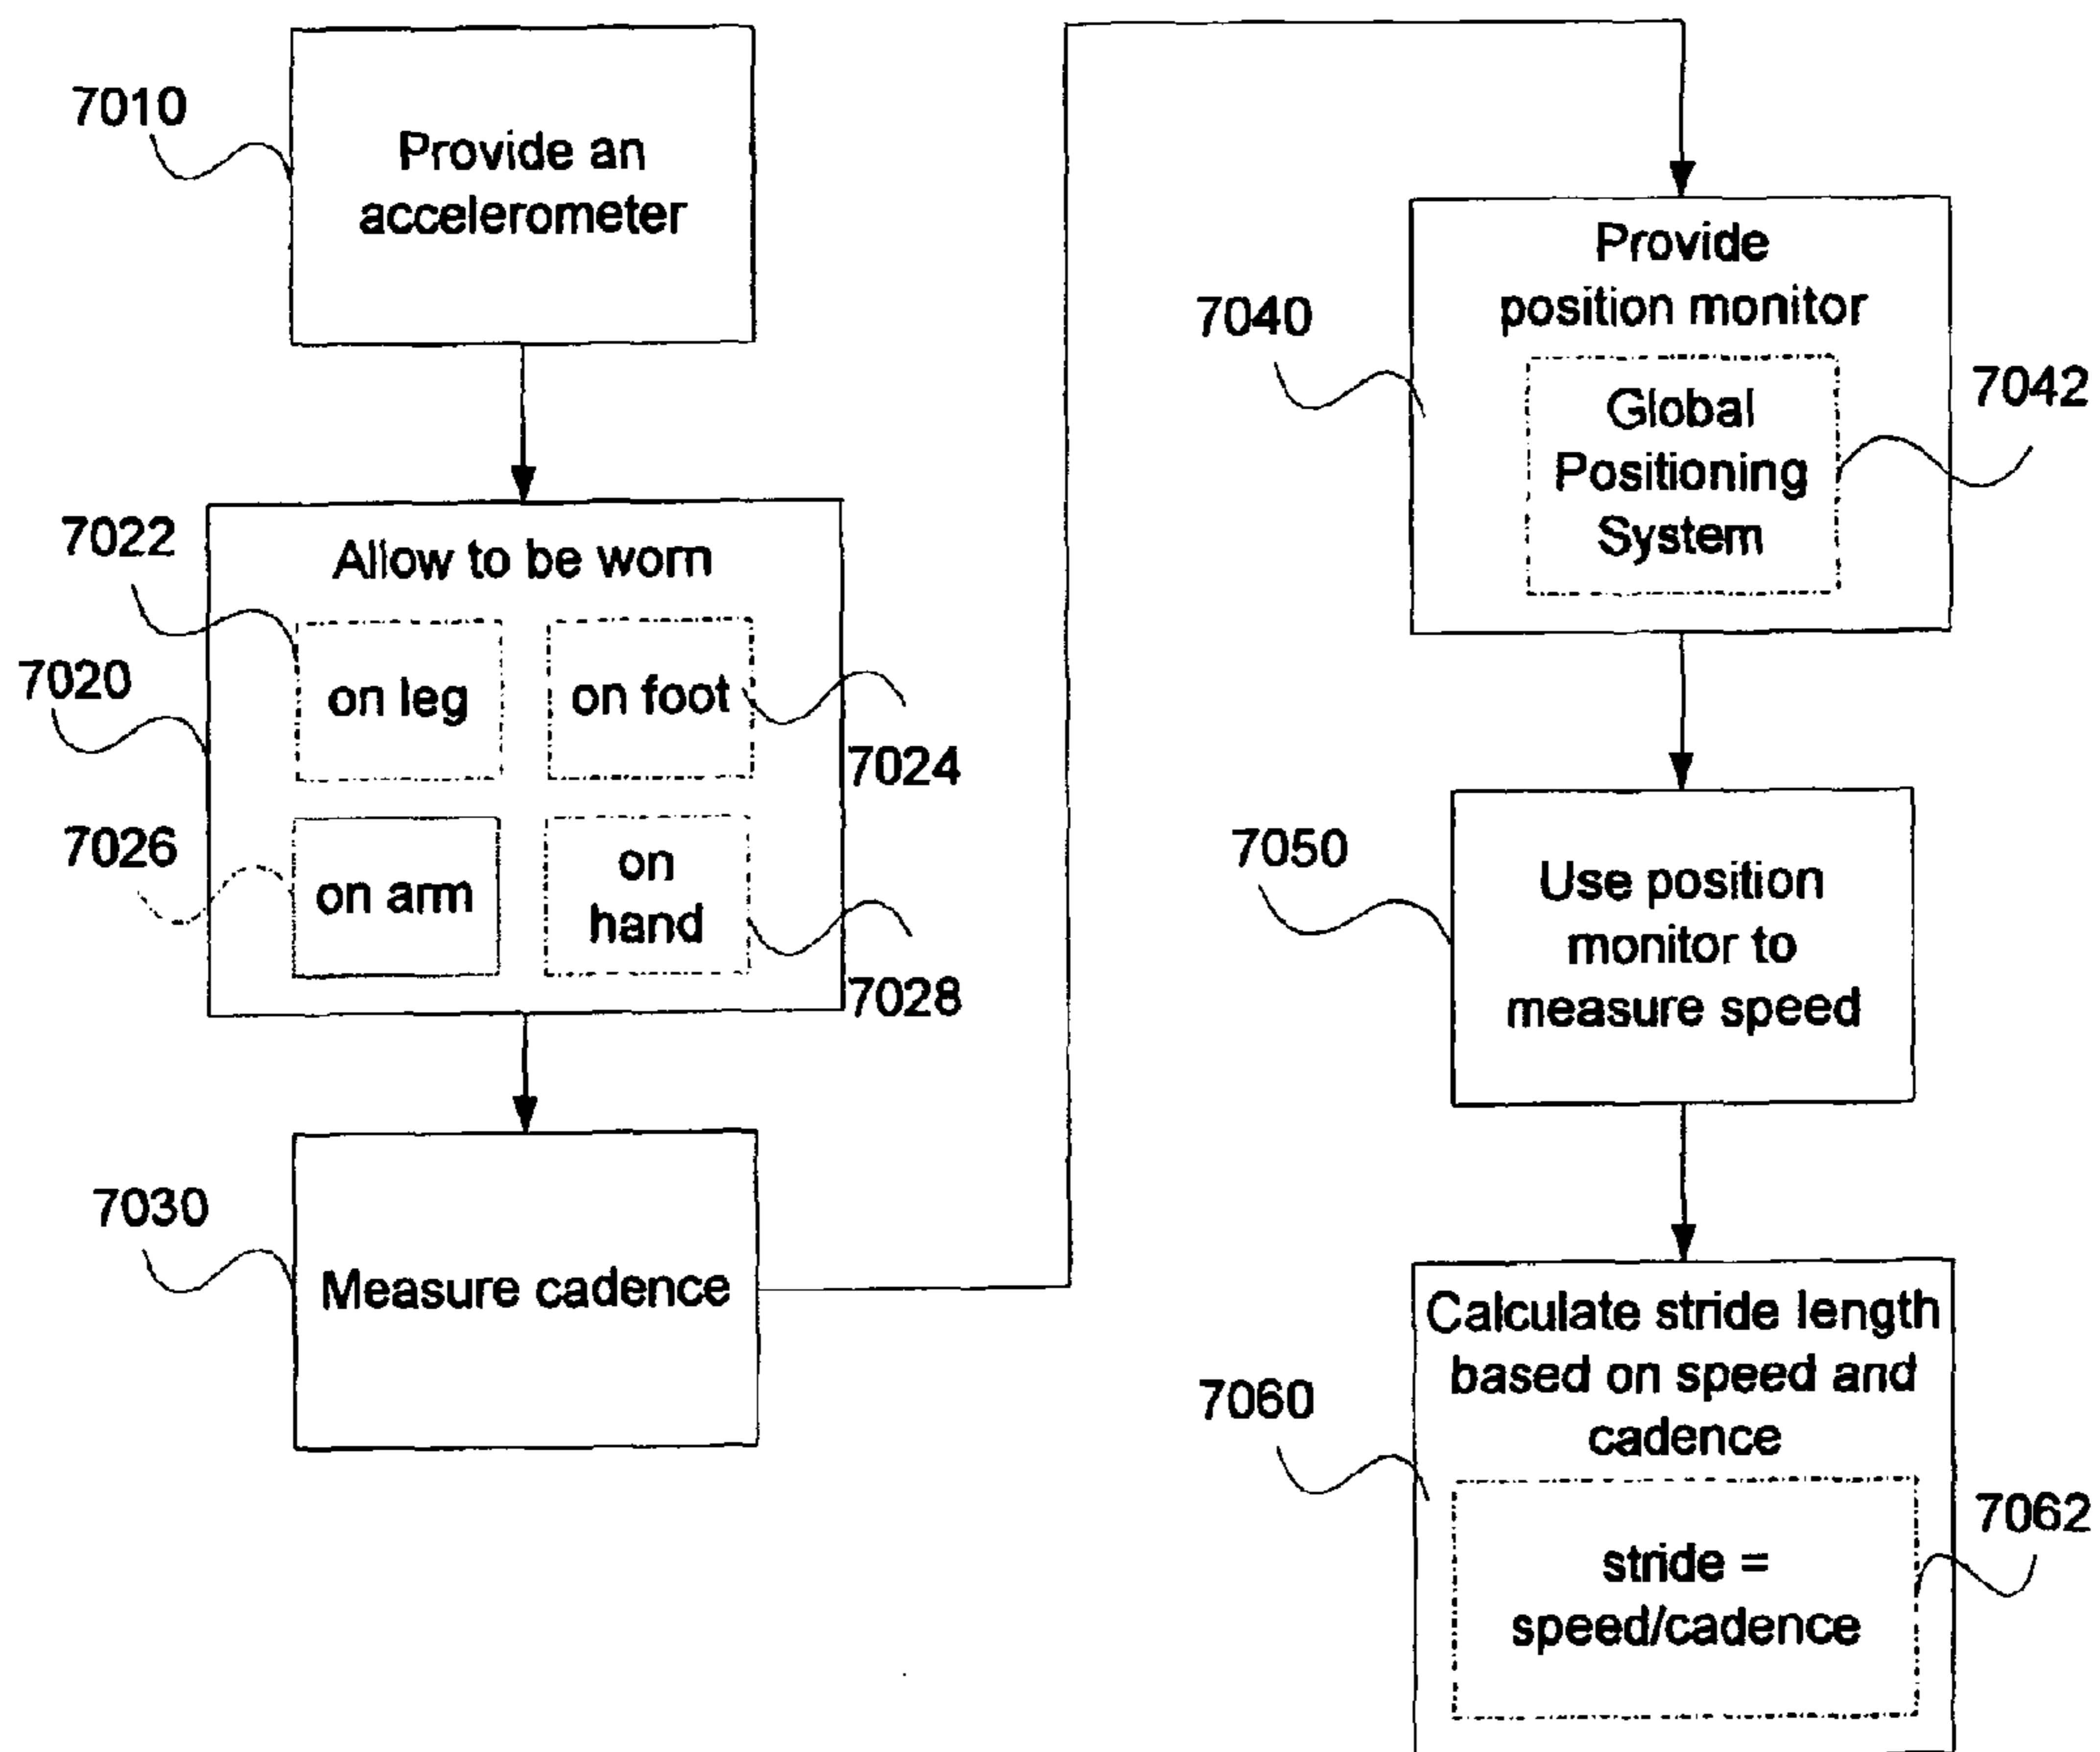 7010
Provide an
accelerometer
7022
Allow to be worn
7020
on leg
on foot
7024
7026
on arm
on
hand
7028
7030
Measure cadence
Provide
position monitor
7040
7042
Global
Positioning
System
7050
Use position
monitor to
measure speed
Calculate stride length
based on speed and
cadence
7060
7062
stride =
speed/cadence